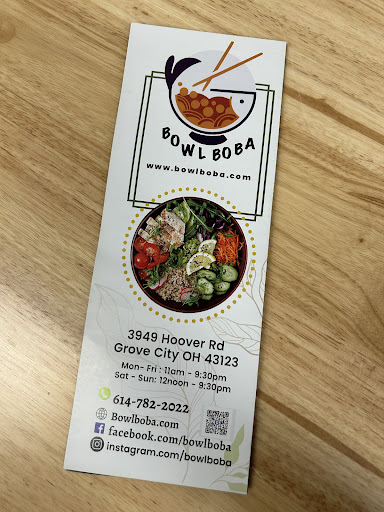 BOWL BOBA
www.bowlboba.com
3949 Hoover Rd
Grove City OH 43123
Mon- Fri : 11am - 9:30pm
Sat - Sun: 12noon - 9:30pm
614-782-2022
Bowlboba.com
facebook.com/bowlboba
instagram.com/bowlboba